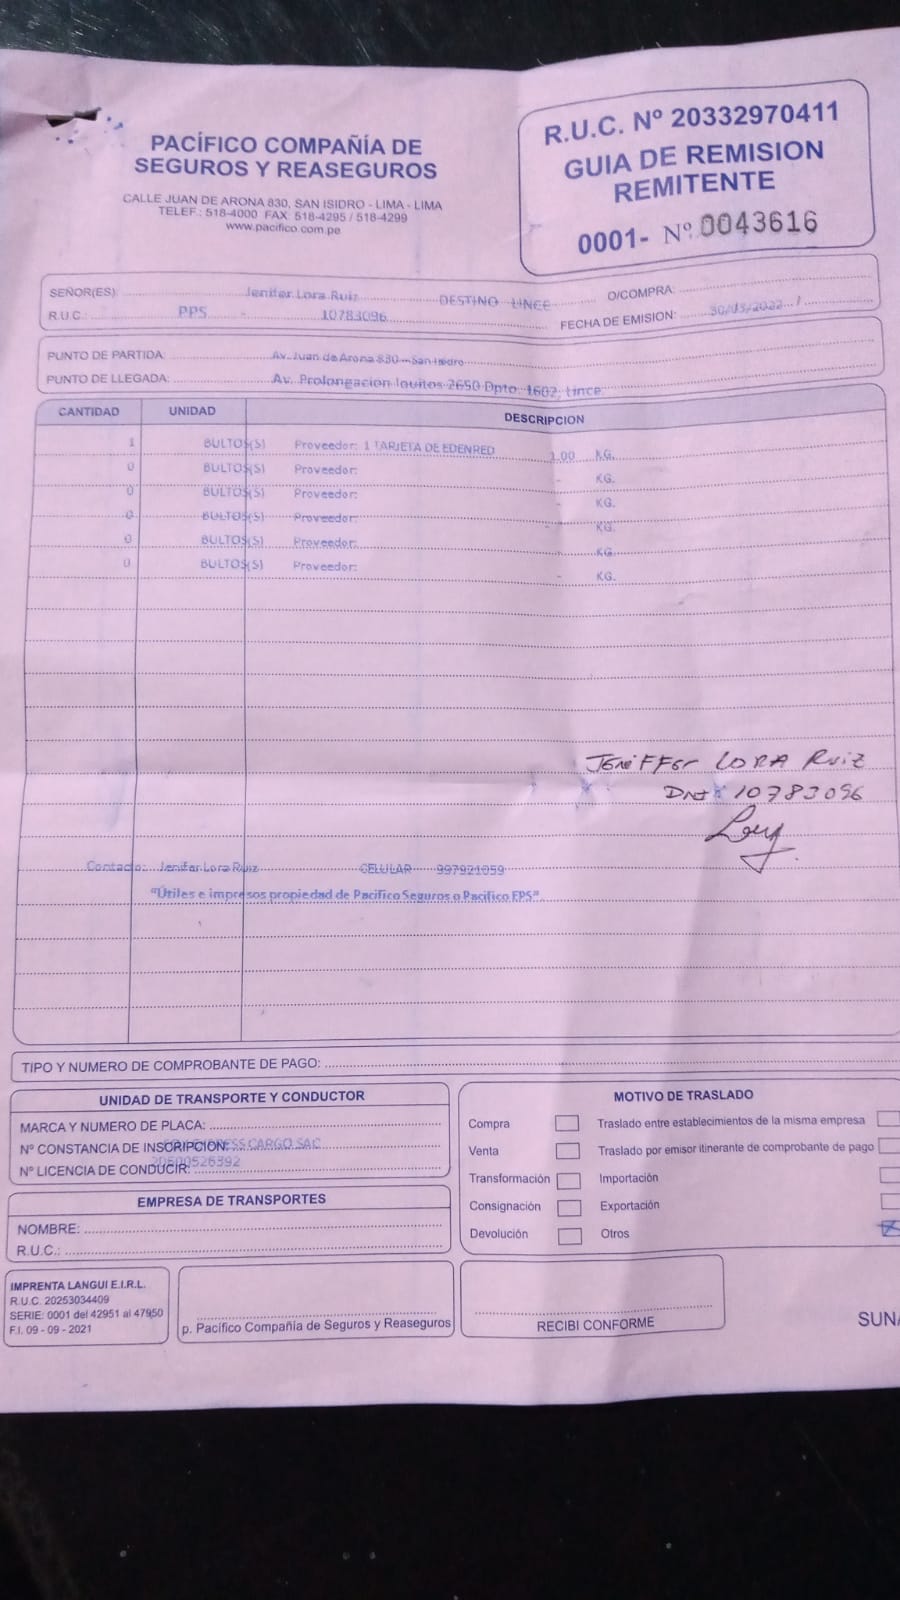 PACÍFICO COMPAÑÍA DE
SEGUROS Y REASEGUROS
CALLE JUAN DE ARONA 830, SAN ISIDRO - LIMA - LIMA
TELEF.: 518-4000 FAX: 518-4295 / 518-4299
www.pacifico.com.pe
R.U.C. Nº 20332970411
GUIA DE REMISION
REMITENTE
0001- Nº 0043616
SEÑOR(ES): Jenifer Lora Ruiz DESTINO LINCE O/COMPRA:
R.U.C.: PPS - 10783096 FECHA DE EMISION: /2022 /
PUNTO DE PARTIDA: Av. Juan de Arona 830 - San Isidro
PUNTO DE LLEGADA: Av. Prolongacion Iquitos 2650 Dpto. 1602, Lince
CANTIDAD UNIDAD DESCRIPCION
1 BULTOS(S) Proveedor: 1 TARJETA DE EDENRED 1.00 KG.
0 BULTOS(S) Proveedor: - KG.
0 BULTOS(S) Proveedor: - KG.
0 BULTOS(S) Proveedor: - KG.
0 BULTOS(S) Proveedor: - KG.
0 BULTOS(S) Proveedor: - KG.
JeniFFer LORA Ruiz
DNI 10783096
Contacto: Jenifer Lora Ruiz CELULAR 997921059
"Útiles e impresos propiedad de Pacifico Seguros o Pacifico EPS"
TIPO Y NUMERO DE COMPROBANTE DE PAGO:
UNIDAD DE TRANSPORTE Y CONDUCTOR
MARCA Y NUMERO DE PLACA:
Nº CONSTANCIA DE INSCRIPCION: CARGO SAC
Nº LICENCIA DE CONDUCIR:
EMPRESA DE TRANSPORTES
NOMBRE:
R.U.C.:
MOTIVO DE TRASLADO
Compra Traslado entre establecimientos de la misma empresa
Venta Traslado por emisor itinerante de comprobante de pago
Transformación Importación
Consignación Exportación
Devolución Otros
IMPRENTA LANGUI E.I.R.L.
R.U.C. 20253034409
SERIE: 0001 del 42951 al 47950
F.I. 09 - 09 - 2021
p. Pacífico Compañía de Seguros y Reaseguros
RECIBI CONFORME
SUNA